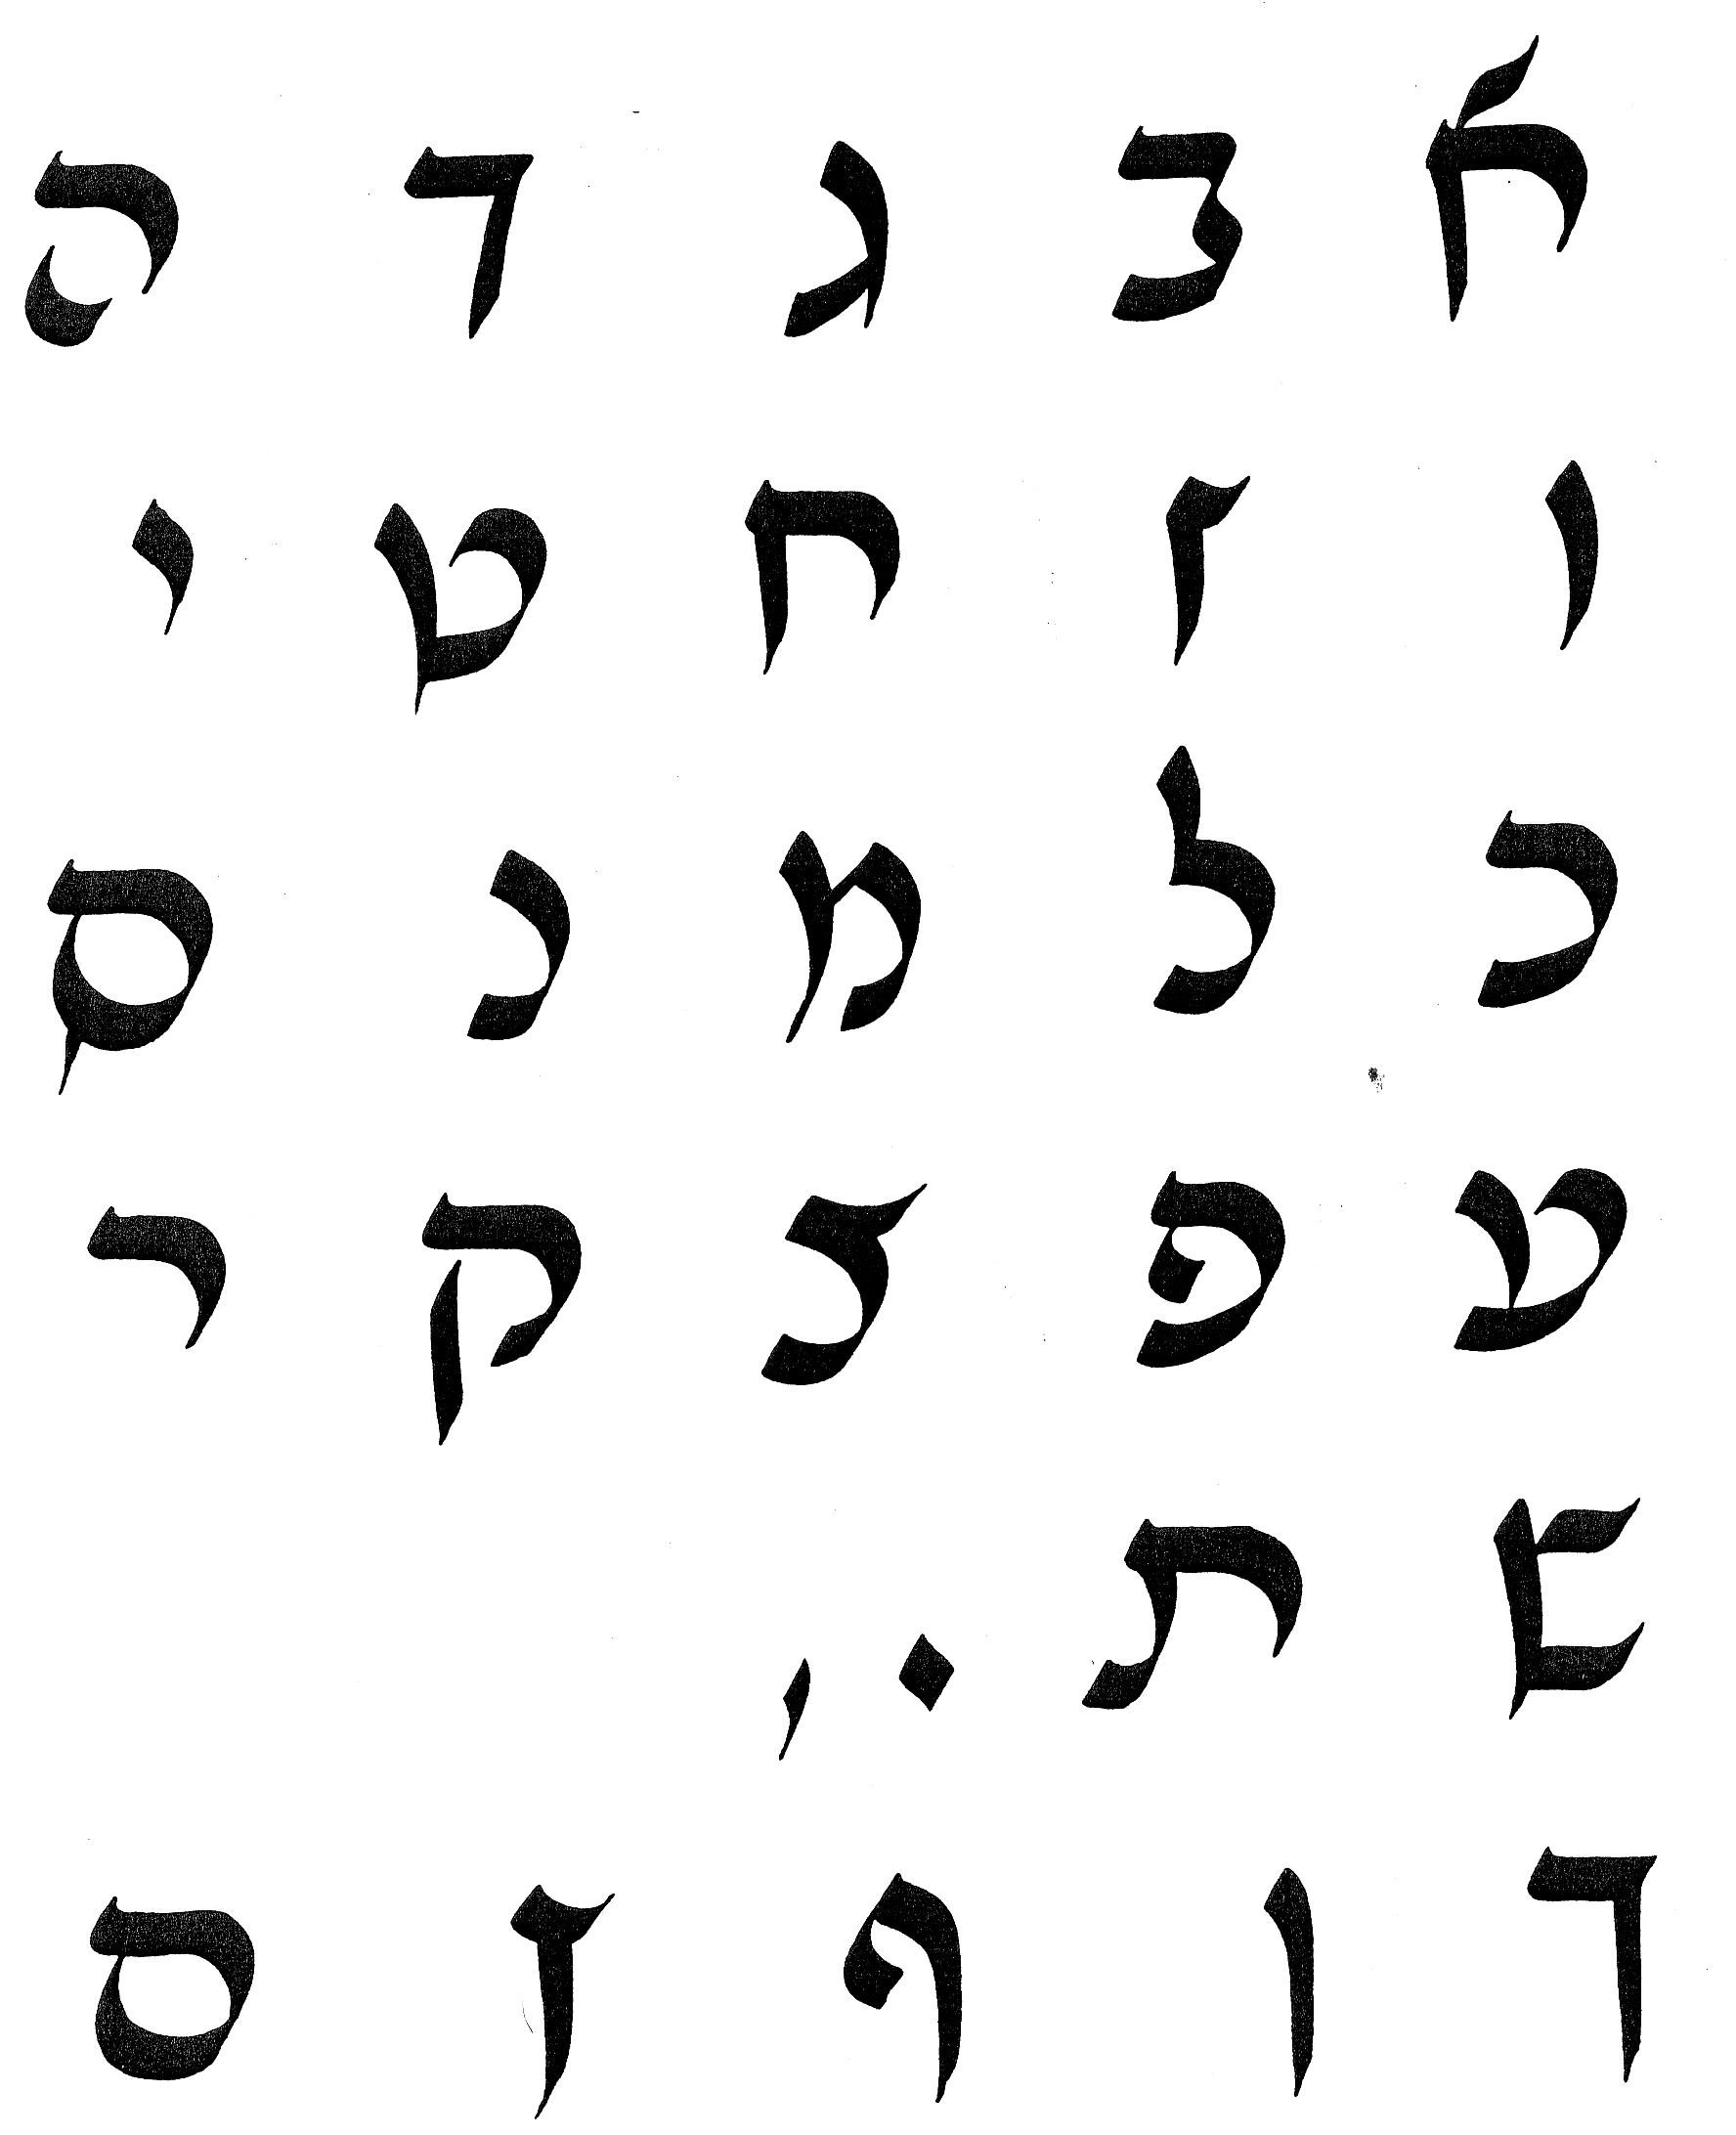 א ב ג ד ה
ו ז ח ט י
כ ל מ נ ס
ע פ צ ק ר
ש ת . ,
ך ן ף ץ ם